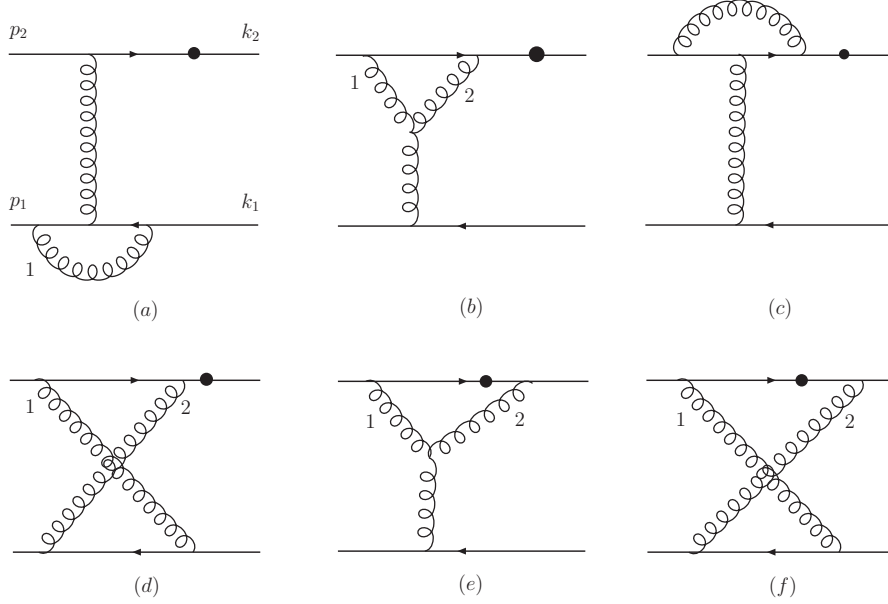 p₂ k₂
1 2
p₁ k₁
1
(a) (b) (c)
1 2 1 2 1 2
(d) (e) (f)